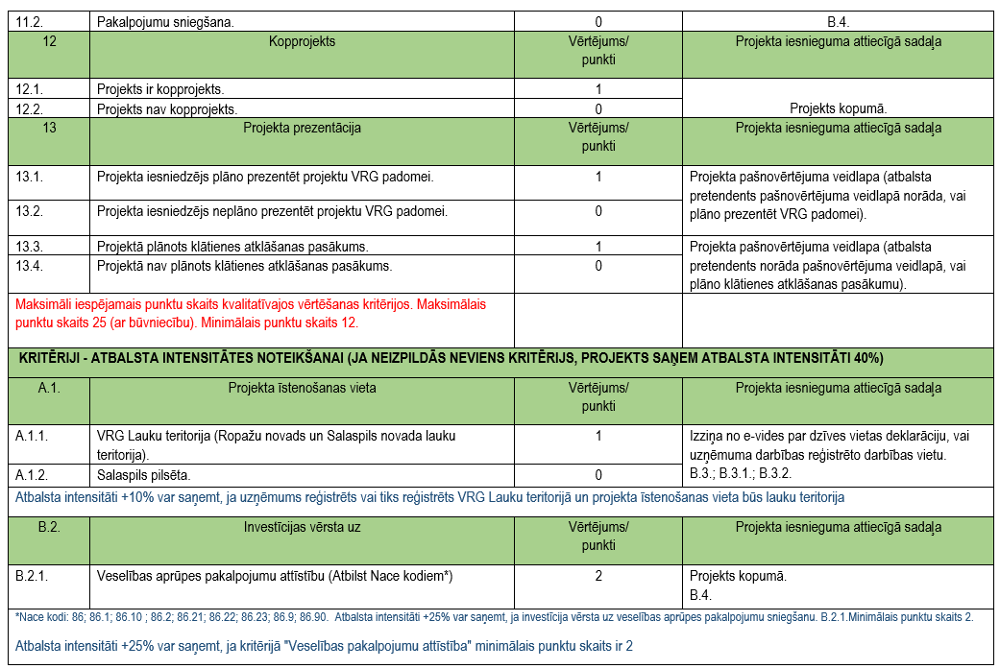 11.2. Pakalpojumu sniegšana. 0 B.4.
12 Kopprojekts Vērtējums/ Projekta iesnieguma attiecīgā sadaļa
punkti
12.1. Projekts ir kopprojekts. 1
12.2. Projekts nav kopprojekts. 0 Projekts kopumā.
13 Projekta prezentācija Vērtējums/ Projekta iesnieguma attiecīgā sadaļa
punkti
13.1. Projekta iesniedzējs plāno prezentēt projektu VRG padomei. 1 Projekta pašnovērtējuma veidlapa (atbalsta
pretendents pašnovērtējuma veidlapā norāda, vai
13.2. Projekta iesniedzējs neplāno prezentēt projektu VRG padomei. 0 plāno prezentēt VRG padomei).
13.3. Projektā plānots klātienes atklāšanas pasākums. 1 Projekta pašnovērtējuma veidlapa (atbalsta
13.4. Projektā nav plānots klātienes atklāšanas pasākums. 0 pretendents norāda pašnovērtējuma veidlapā, vai
plāno klātienes atklāšanas pasākumu).
Maksimāli iespējamais punktu skaits kvalitatīvajos vērtēšanas kritērijos. Maksimālais
punktu skaits 25 (ar būvniecību). Minimālais punktu skaits 12.
KRITĒRIJI - ATBALSTA INTENSITĀTES NOTEIKŠANAI (JA NEIZPILDĀS NEVIENS KRITĒRIJS, PROJEKTS SAŅEM ATBALSTA INTENSITĀTI 40%)
A.1. Projekta īstenošanas vieta Vērtējums/ Projekta iesnieguma attiecīgā sadaļa
punkti
A.1.1. VRG Lauku teritorija (Ropažu novads un Salaspils novada lauku 1 Izziņa no e-vides par dzīves vietas deklarāciju, vai
teritorija). uzņēmuma darbības reģistrēto darbības vietu.
A.1.2. Salaspils pilsēta. 0 B.3.; B.3.1.; B.3.2.
Atbalsta intensitāti +10% var saņemt, ja uzņēmums reģistrēts vai tiks reģistrēts VRG Lauku teritorijā un projekta īstenošanas vieta būs lauku teritorija
B.2. Investīcijas vērsta uz Vērtējums/ Projekta iesnieguma attiecīgā sadaļa
punkti
B.2.1. Veselības aprūpes pakalpojumu attīstību (Atbilst Nace kodiem*) 2 Projekts kopumā.
B.4.
*Nace kodi: 86; 86.1; 86.10 ; 86.2; 86.21; 86.22; 86.23; 86.9; 86.90. Atbalsta intensitāti +25% var saņemt, ja investīcija vērsta uz veselības aprūpes pakalpojumu sniegšanu. B.2.1.Minimālais punktu skaits 2.
Atbalsta intensitāti +25% var saņemt, ja kritērijā "Veselības pakalpojumu attīstība" minimālais punktu skaits ir 2